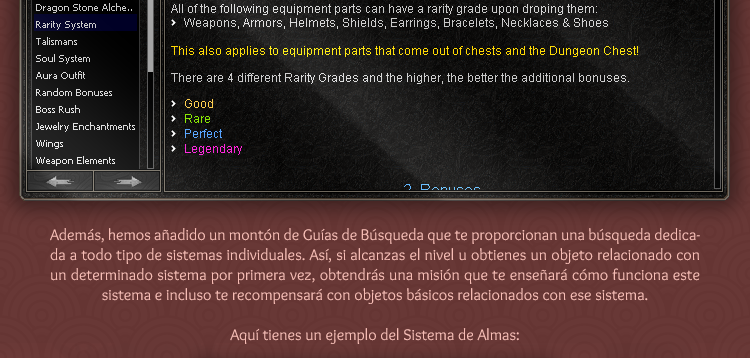 Dragon Stone Alche..
Rarity System
Talismans
Soul System
Aura Outfit
Random Bonuses
Boss Rush
Jewelry Enchantments
Wings
Weapon Elements
All of the following equipment parts can have a rarity grade upon droping them:
Weapons, Armors, Helmets, Shields, Earrings, Bracelets, Necklaces & Shoes
This also applies to equipment parts that come out of chests and the Dungeon Chest!
There are 4 different Rarity Grades and the higher, the better the additional bonuses.
Good
Rare
Perfect
Legendary
2. Bonuses
Además, hemos añadido un montón de Guías de Búsqueda que te proporcionan una búsqueda dedica-
da a todo tipo de sistemas individuales. Así, si alcanzas el nivel u obtienes un objeto relacionado con
un determinado sistema por primera vez, obtendrás una misión que te enseñará cómo funciona este
sistema e incluso te recompensará con objetos básicos relacionados con ese sistema.
Aquí tienes un ejemplo del Sistema de Almas: